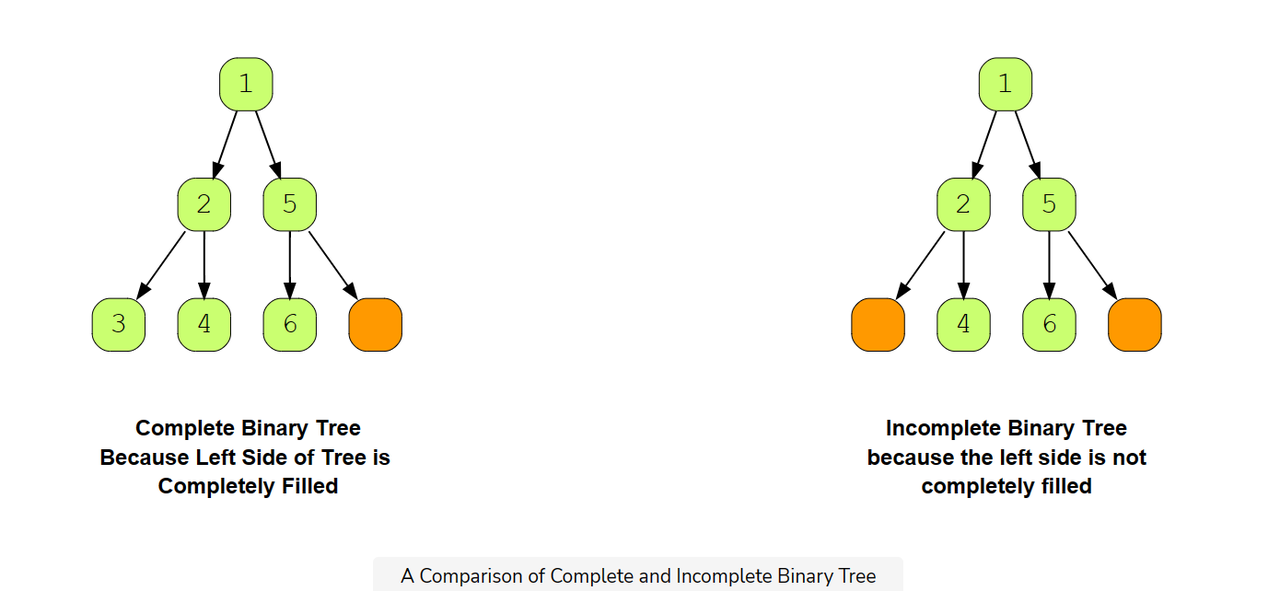 1
2 5
3 4 6
Complete Binary Tree
Because Left Side of Tree is
Completely Filled
1
2 5
4 6
Incomplete Binary Tree
because the left side is not
completely filled
A Comparison of Complete and Incomplete Binary Tree